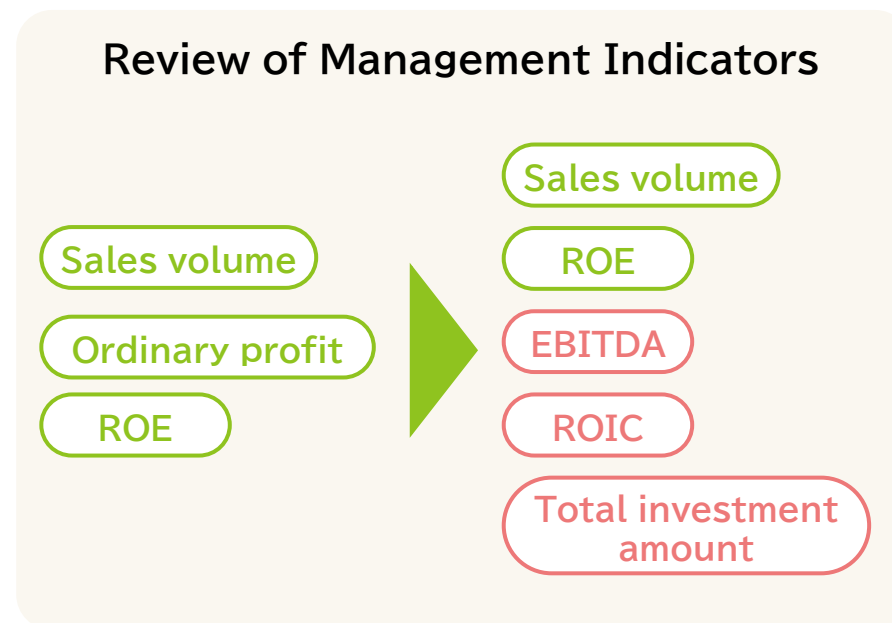 Review of Management Indicators
Sales volume
Ordinary profit
ROE
Sales volume
ROE
EBITDA
ROIC
Total investment
amount